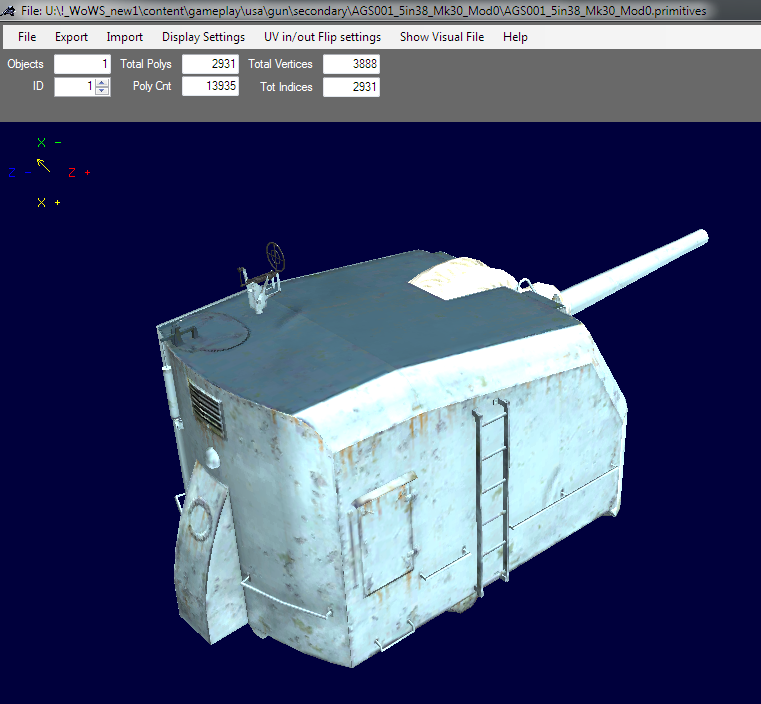 File: U:\!_WoWS_new1\content\gameplay\usa\gun\secondary\AGS001_5in38_Mk30_Mod0\AGS001_5in38_Mk30_Mod0.primitives
File Export Import Display Settings UV in/out Flip settings Show Visual File Help
Objects 1 Total Polys 2931 Total Vertices 3888
ID 1 Poly Cnt 13935 Tot Indices 2931
X -
Z - Z +
X +